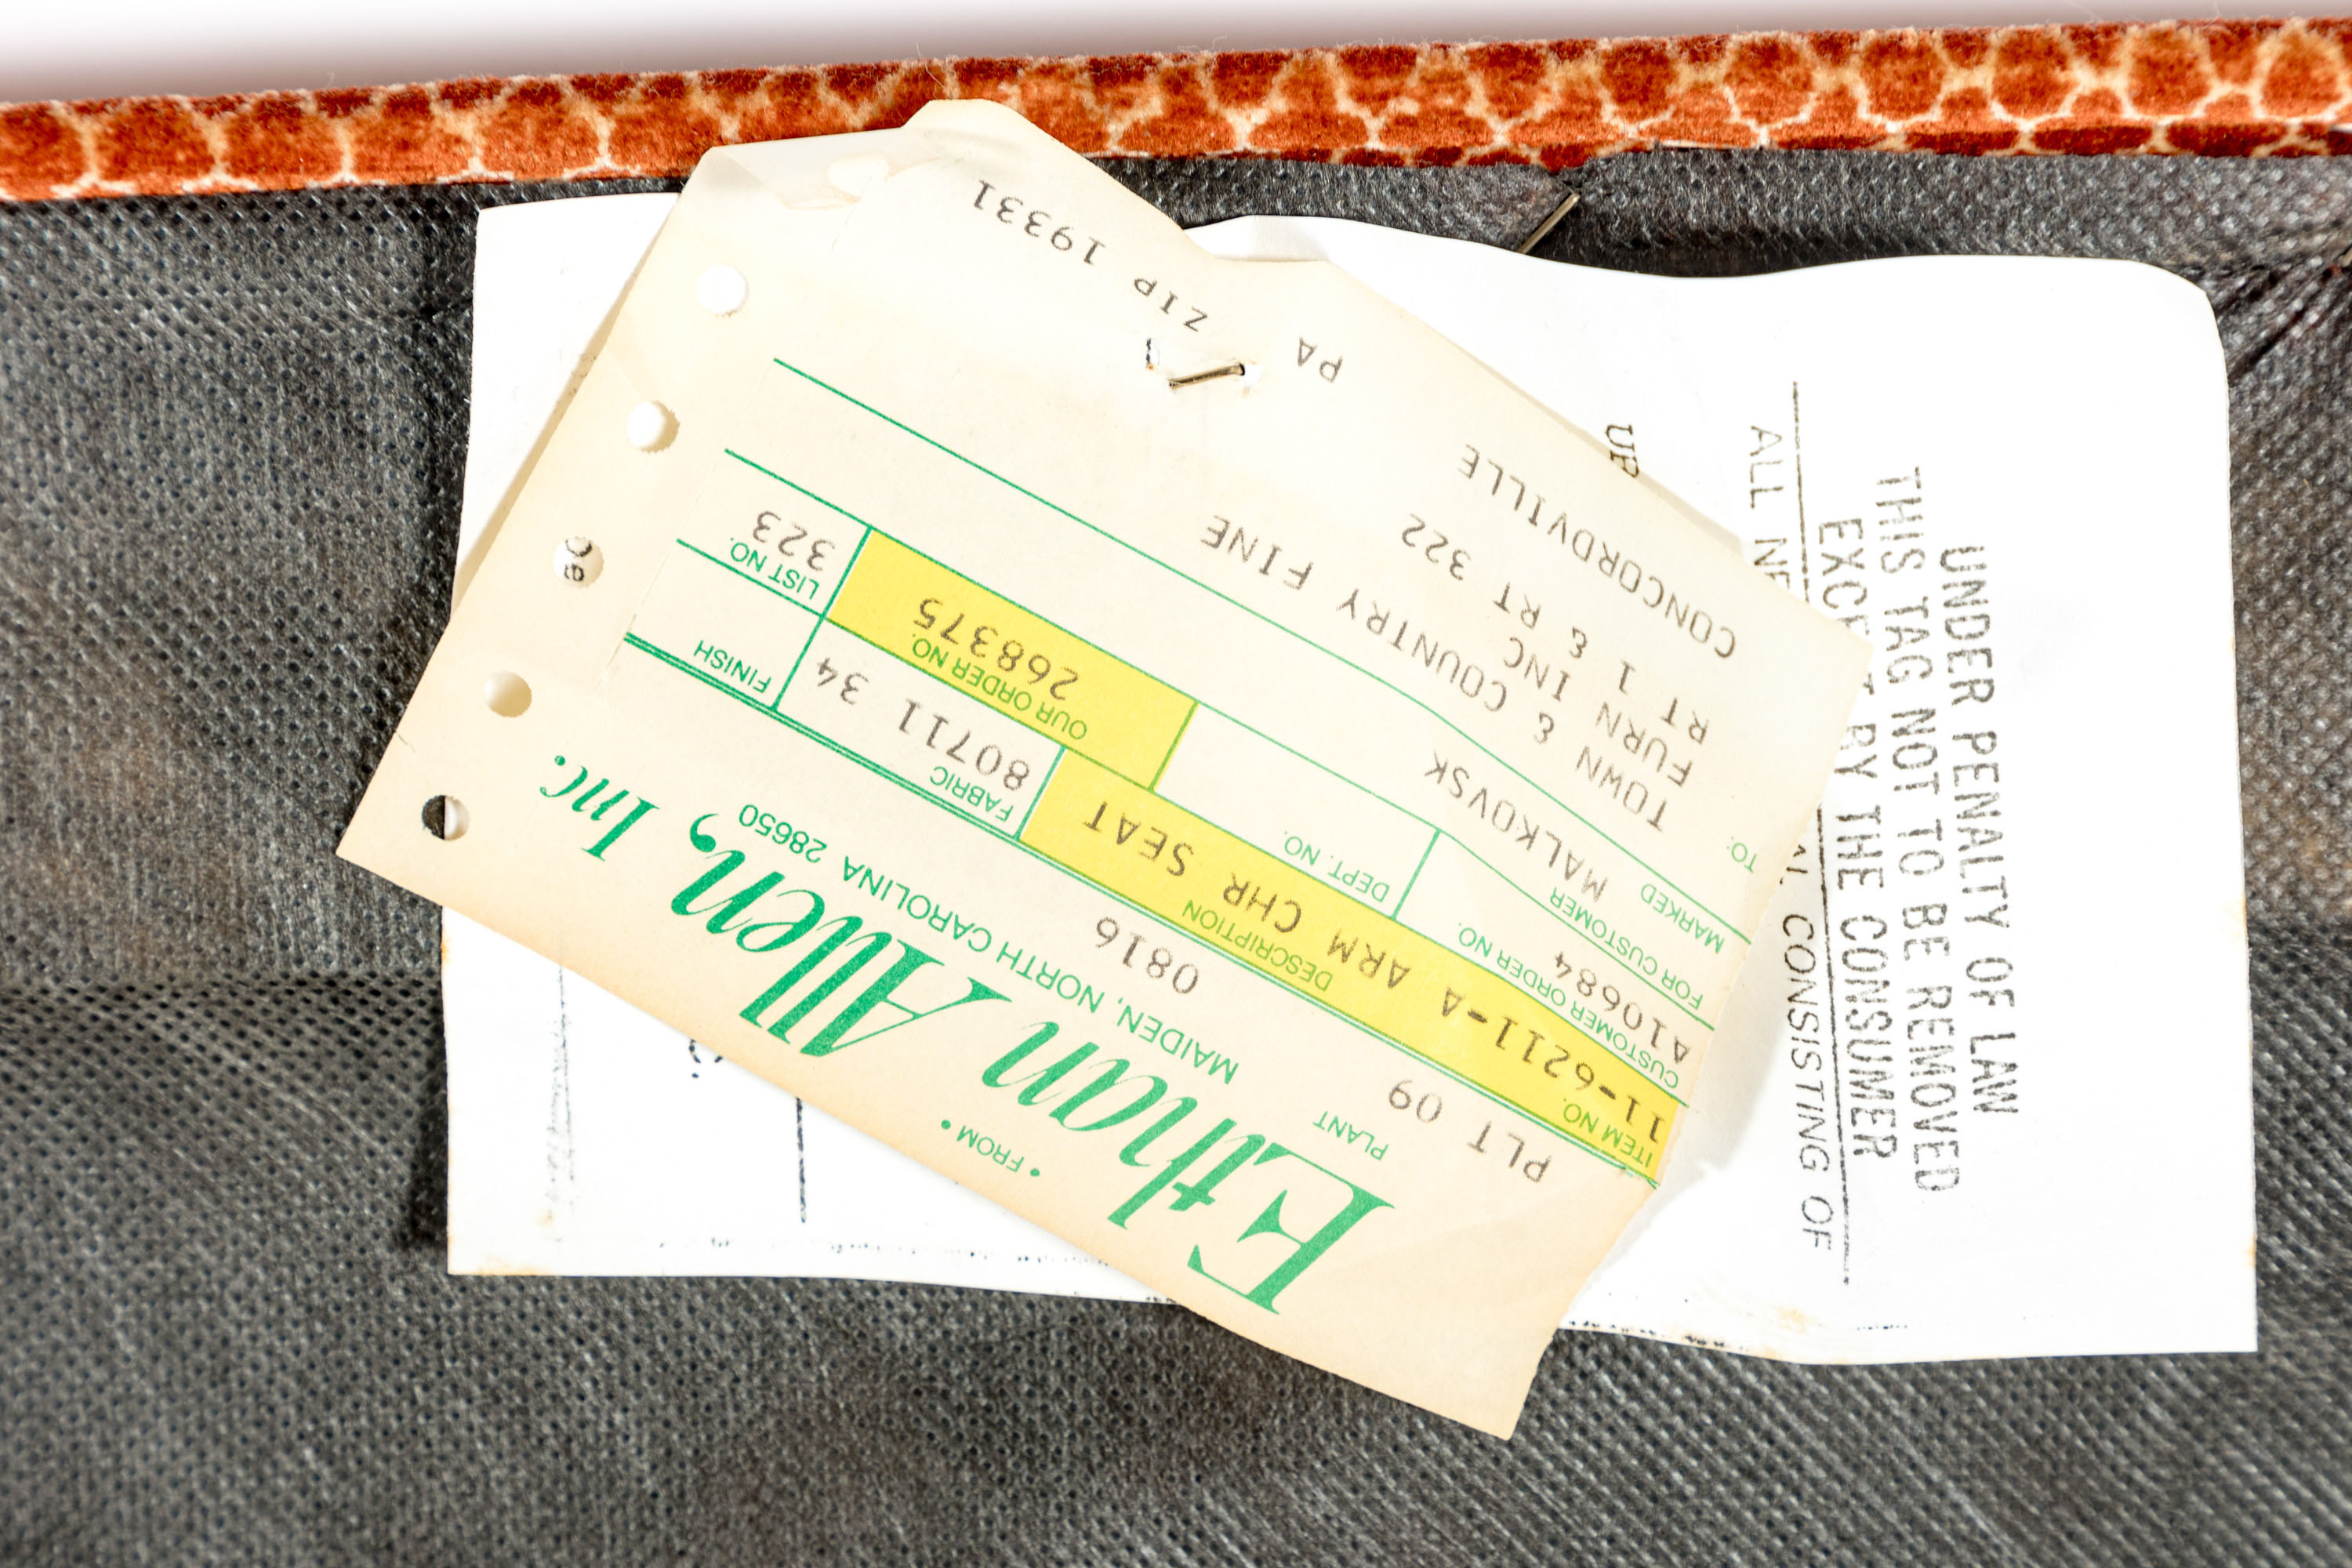 • FROM •
Ethan Allen, Inc.
MAIDEN, NORTH CAROLINA 28650
PLANT
PLT 09 0816
ITEM NO. DESCRIPTION FABRIC FINISH
11-6211-A ARM CHR SEAT 80711 34
CUSTOMER ORDER NO. DEPT. NO. OUR ORDER NO. LIST NO.
A10684 268375 323
MARKED FOR CUSTOMER
MALKOVSK
TO:
TOWN & COUNTRY FINE
FURN INC
RT 1 & RT 322
CONCORDVILLE PA ZIP 19331
UNDER PENALTY OF LAW
THIS TAG NOT TO BE REMOVED
EXCEPT BY THE CONSUMER
ALL
CONSISTING OF